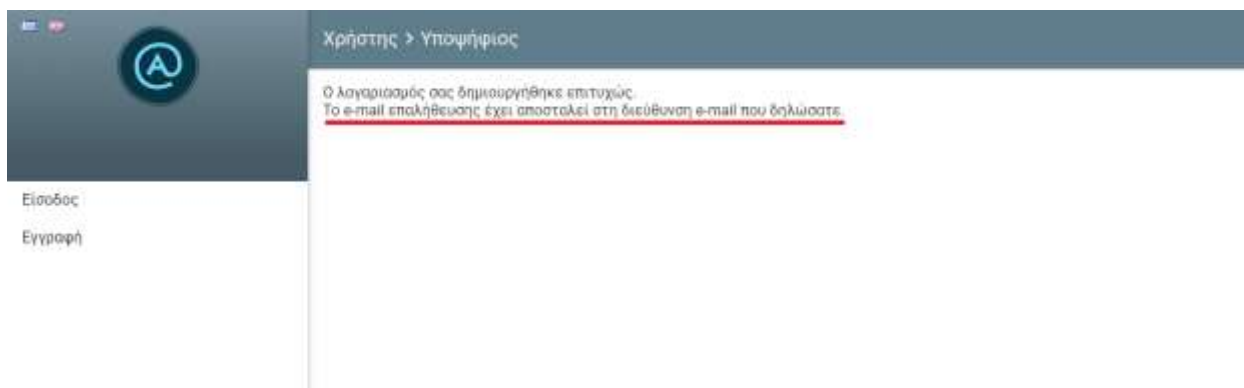 Χρήστης > Υποψήφιος
Ο λογαριασμός σας δημιουργήθηκε επιτυχώς.
Το e-mail επαλήθευσης έχει αποσταλεί στη διεύθυνση e-mail που δηλώσατε.
Είσοδος
Εγγραφή